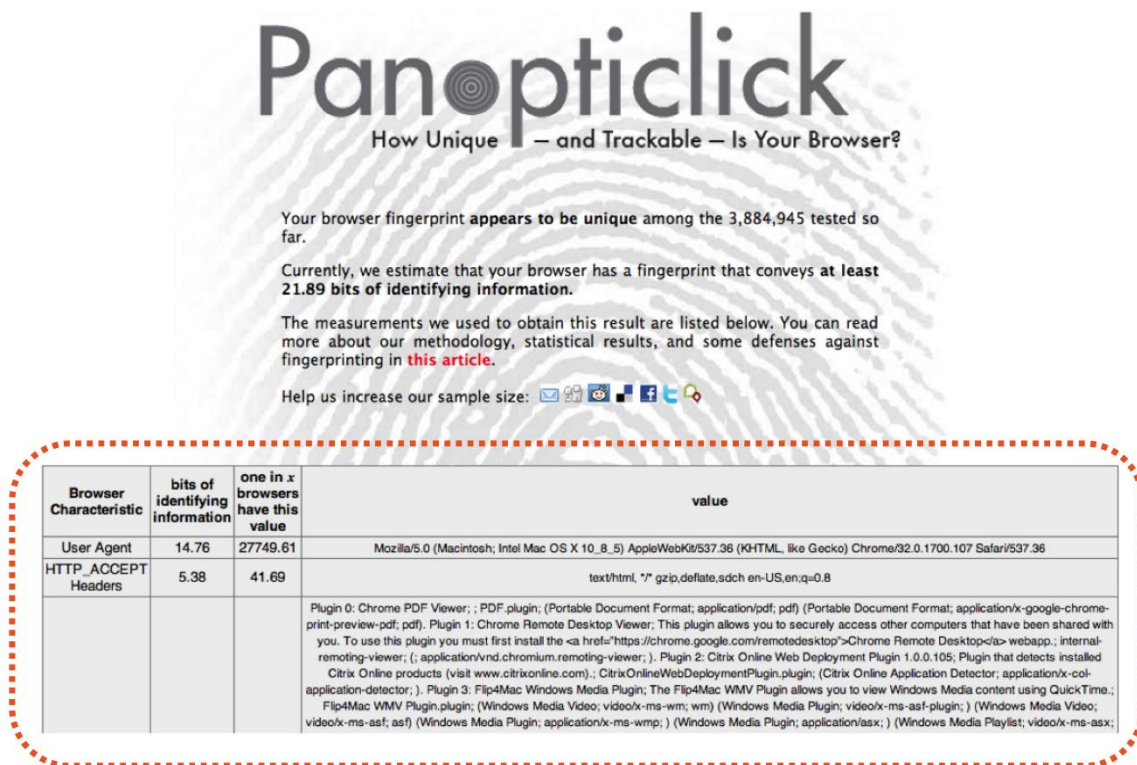 Panopticlick
How Unique — and Trackable — Is Your Browser?
Your browser fingerprint appears to be unique among the 3,884,945 tested so
far.
Currently, we estimate that your browser has a fingerprint that conveys at least
21.89 bits of identifying information.
The measurements we used to obtain this result are listed below. You can read
more about our methodology, statistical results, and some defenses against
fingerprinting in this article.
Help us increase our sample size:
Browser Characteristic bits of identifying information one in x browsers have this value value
User Agent 14.76 27749.61 Mozilla/5.0 (Macintosh; Intel Mac OS X 10_8_5) AppleWebKit/537.36 (KHTML, like Gecko) Chrome/32.0.1700.107 Safari/537.36
HTTP_ACCEPT Headers 5.38 41.69 text/html, */* gzip,deflate,sdch en-US,en;q=0.8
Plugin 0: Chrome PDF Viewer; ; PDF.plugin; (Portable Document Format; application/pdf; pdf) (Portable Document Format; application/x-google-chrome-
print-preview-pdf; pdf). Plugin 1: Chrome Remote Desktop Viewer; This plugin allows you to securely access other computers that have been shared with
you. To use this plugin you must first install the <a href="https://chrome.google.com/remotedesktop">Chrome Remote Desktop</a> webapp.; internal-
remoting-viewer; (; application/vnd.chromium.remoting-viewer; ). Plugin 2: Citrix Online Web Deployment Plugin 1.0.0.105; Plugin that detects installed
Citrix Online products (visit www.citrixonline.com).; CitrixOnlineWebDeploymentPlugin.plugin; (Citrix Online Application Detector; application/x-col-
application-detector; ). Plugin 3: Flip4Mac Windows Media Plugin; The Flip4Mac WMV Plugin allows you to view Windows Media content using QuickTime.;
Flip4Mac WMV Plugin.plugin; (Windows Media Video; video/x-ms-wm; wm) (Windows Media Plugin; video/x-ms-asf-plugin; ) (Windows Media Video;
video/x-ms-asf; asf) (Windows Media Plugin; application/x-ms-wmp; ) (Windows Media Plugin; application/asx; ) (Windows Media Playlist; video/x-ms-asx;